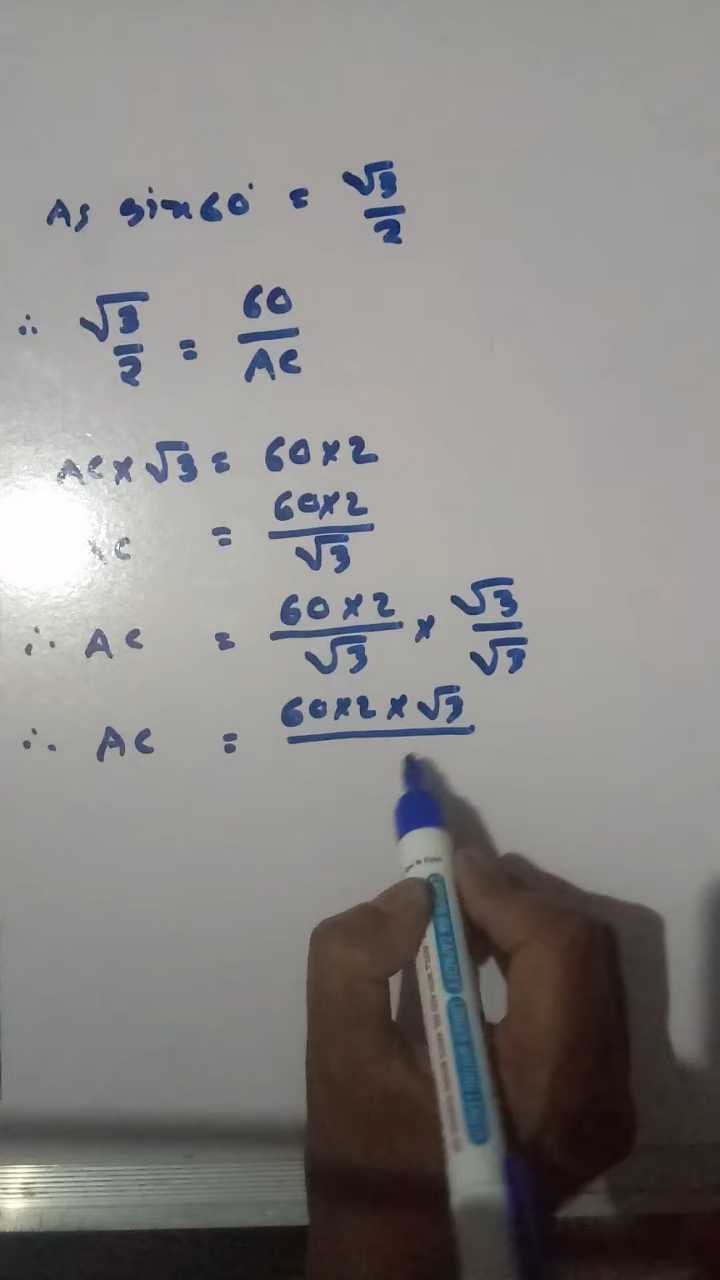 As sin60° = √3/2
∴ √3/2 = 60/AC
AC × √3 = 60×2
AC = 60×2/√3
∴ AC = 60×2/√3 × √3/√3
∴ AC = 60×2×√3